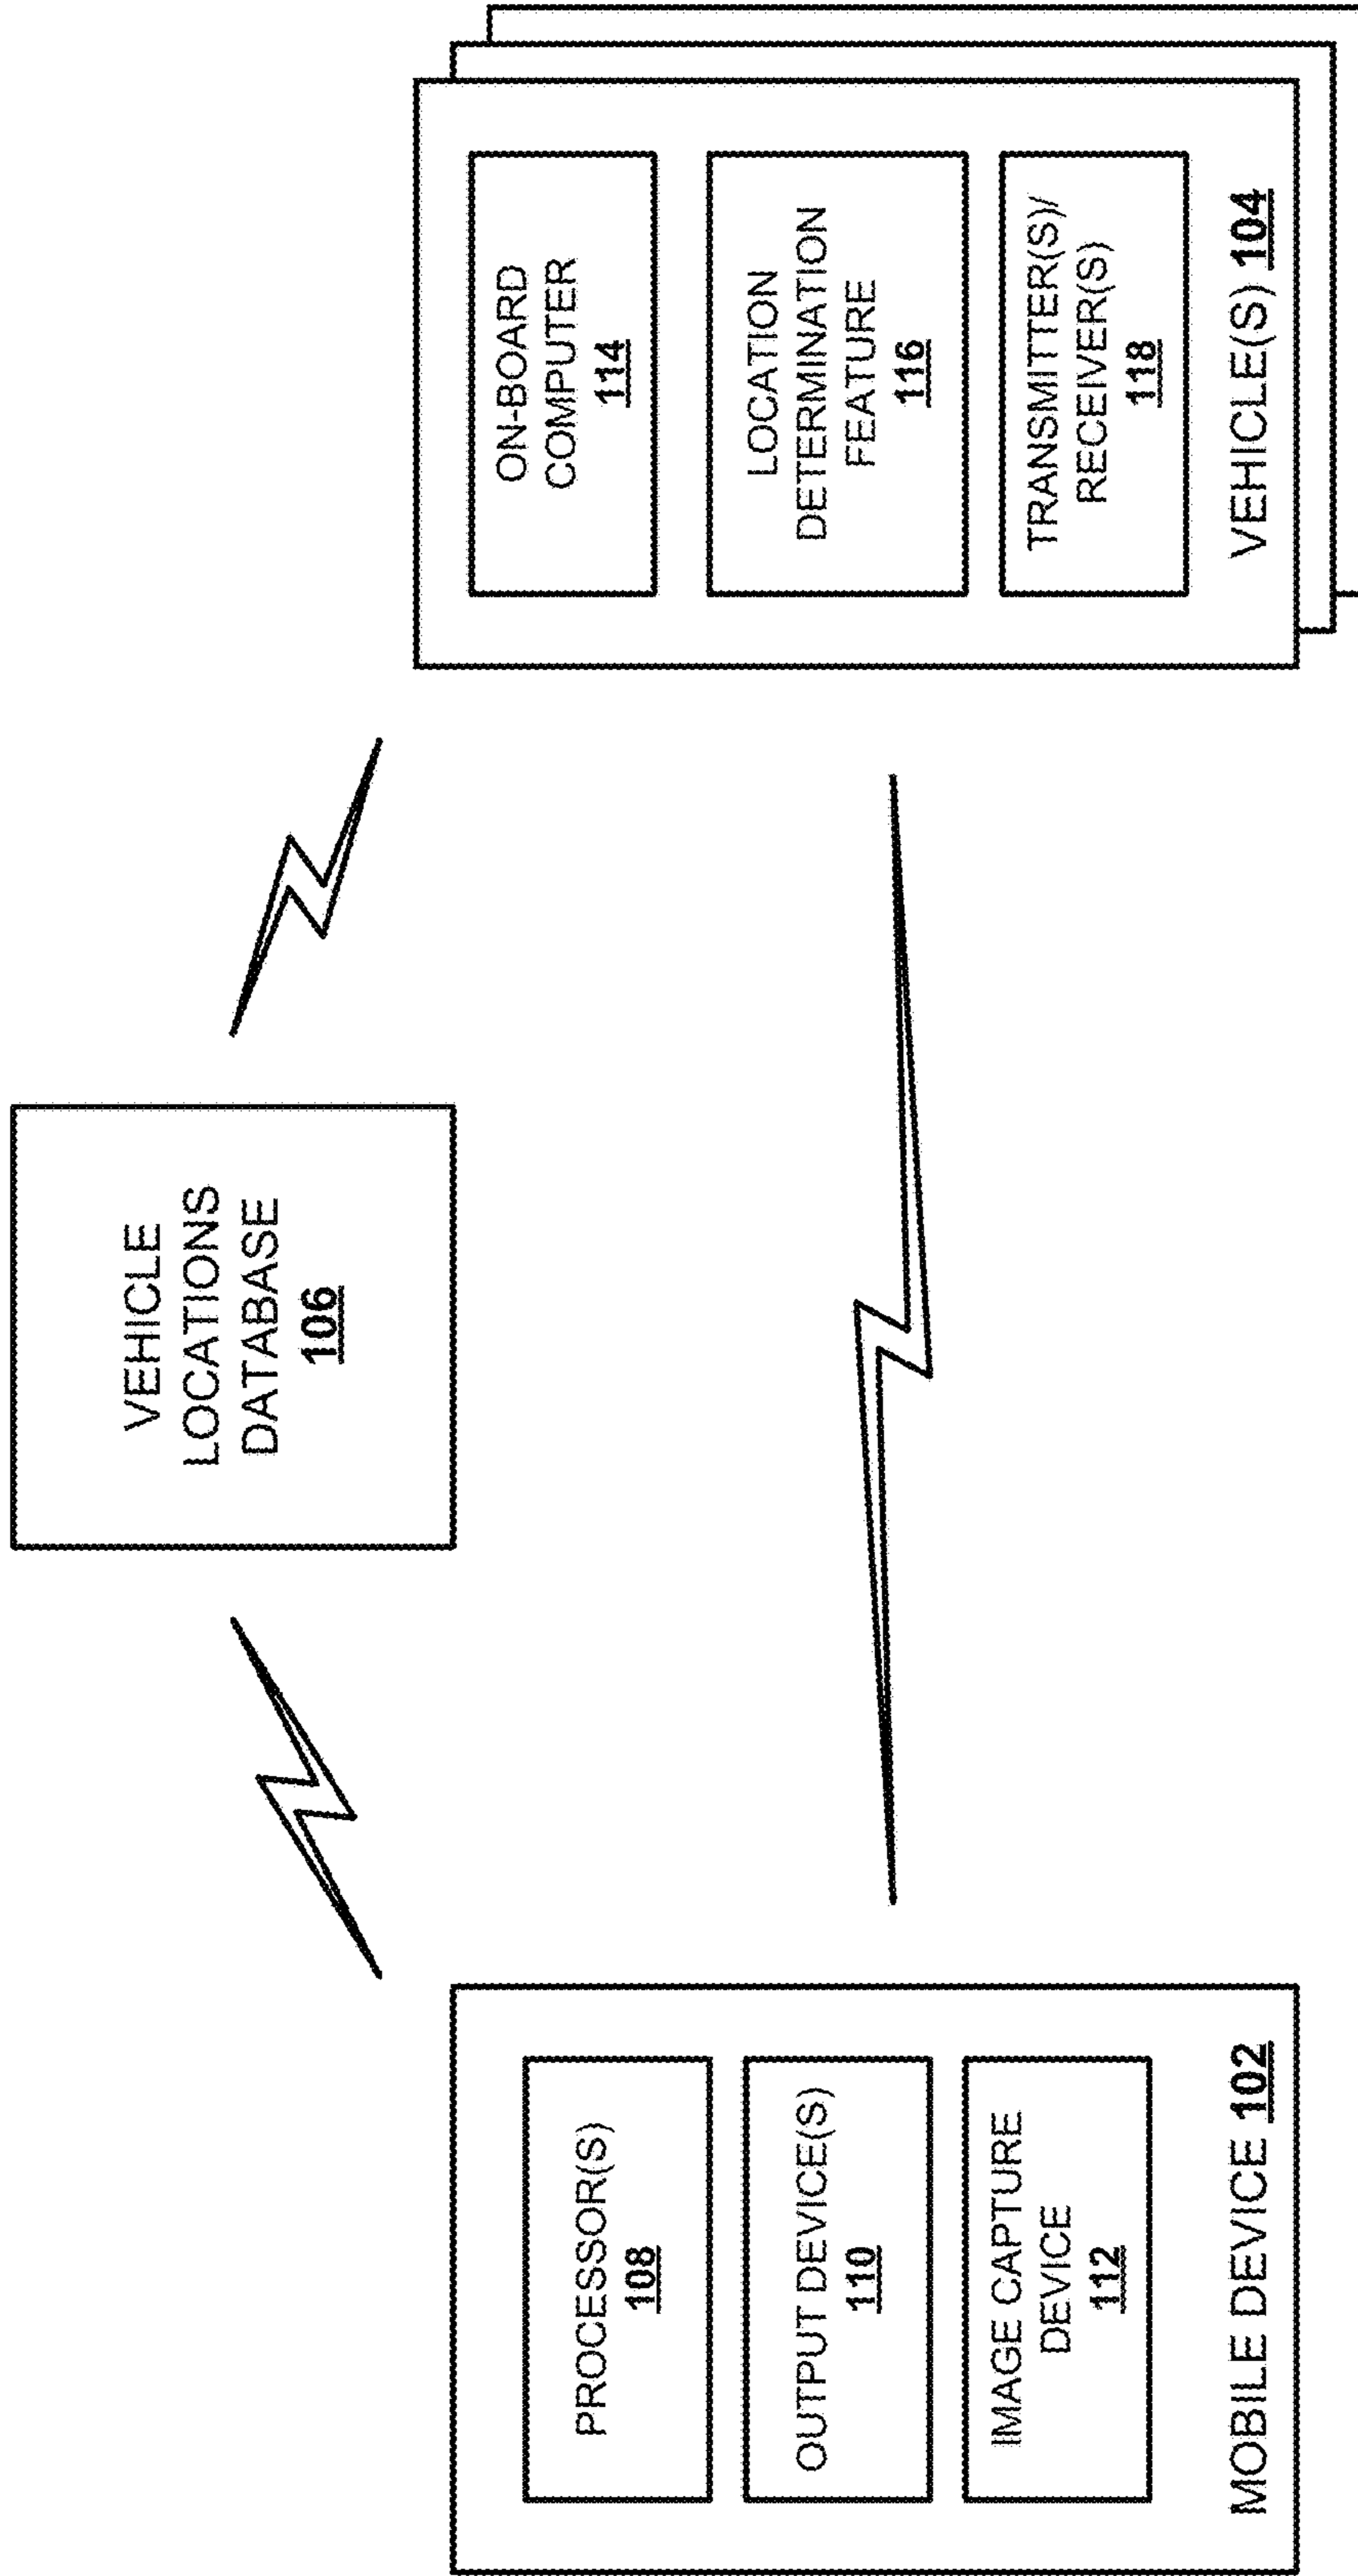 VEHICLE
LOCATIONS
DATABASE
106
PROCESSOR(S)
108
OUTPUT DEVICE(S)
110
IMAGE CAPTURE
DEVICE
112
MOBILE DEVICE 102
ON-BOARD
COMPUTER
114
LOCATION
DETERMINATION
FEATURE
116
TRANSMITTER(S)/
RECEIVER(S)
118
VEHICLE(S) 104